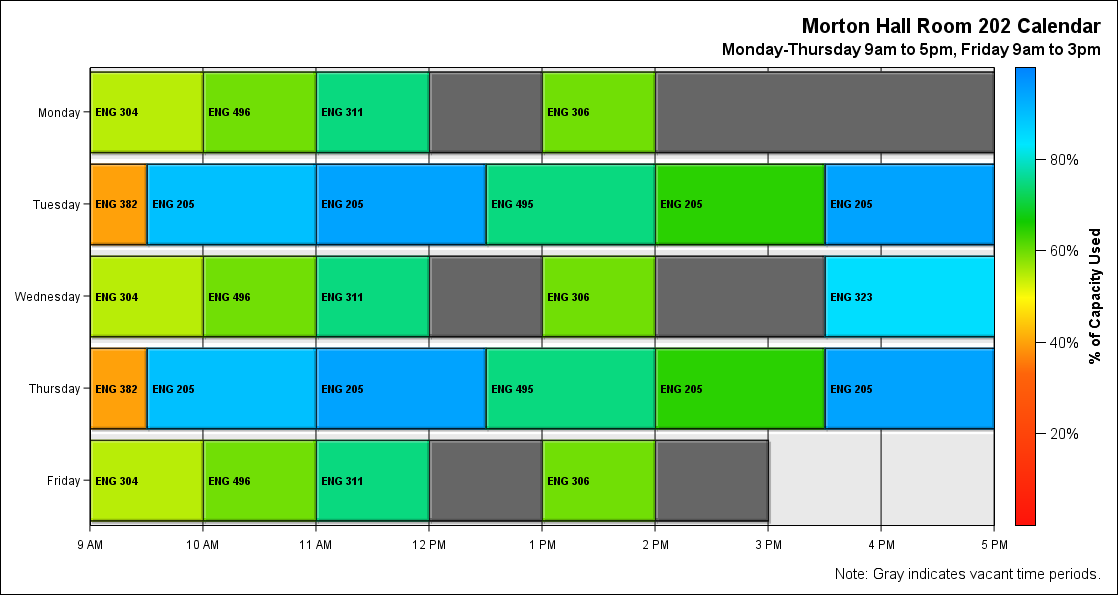 Morton Hall Room 202 Calendar
Monday-Thursday 9am to 5pm, Friday 9am to 3pm
Monday ENG 304 ENG 496 ENG 311 ENG 306
Tuesday ENG 382 ENG 205 ENG 205 ENG 495 ENG 205 ENG 205
Wednesday ENG 304 ENG 496 ENG 311 ENG 306 ENG 323
Thursday ENG 382 ENG 205 ENG 205 ENG 495 ENG 205 ENG 205
Friday ENG 304 ENG 496 ENG 311 ENG 306
9 AM 10 AM 11 AM 12 PM 1 PM 2 PM 3 PM 4 PM 5 PM
80%
60%
40%
20%
% of Capacity Used
Note: Gray indicates vacant time periods.